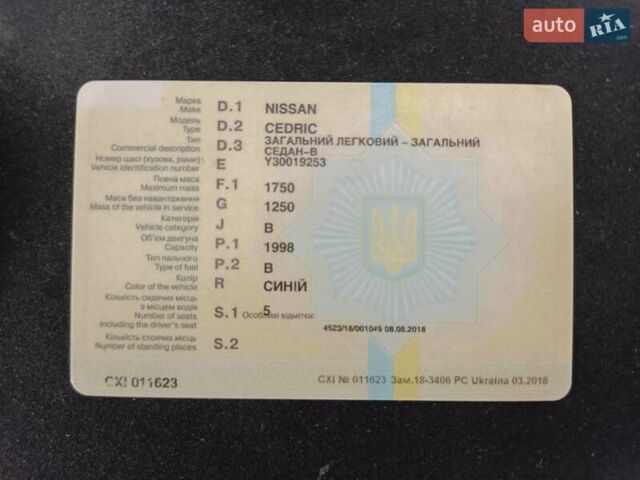 auto RIA .com
Марка
Make D.1 NISSAN
Модель
Type D.2 CEDRIC
Тип
Commercial description D.3 ЗАГАЛЬНИЙ ЛЕГКОВИЙ – ЗАГАЛЬНИЙ
СЕДАН-В
Номер шасі (кузова, рами)
Vehicle identification number E Y30019253
Повна маса
Maximum mass F.1 1750
Маса без навантаження
Mass of the vehicle in service G 1250
Категорія
Vehicle category J B
Об'єм двигуна
Capacity P.1 1998
Тип пального
Type of fuel P.2 B
Колір
Color of the vehicle R СИНІЙ
Кількість сидячих місць
з місцем водія
Number of seats
including the driver's seat S.1 5
Особливі відмітки:
4523/18/001049 08.08.2018
Кількість стоячих місць
Number of standing places S.2
CXI 011623
CXI № 011623 Зам.18-3406 PC Ukraina 03.2018